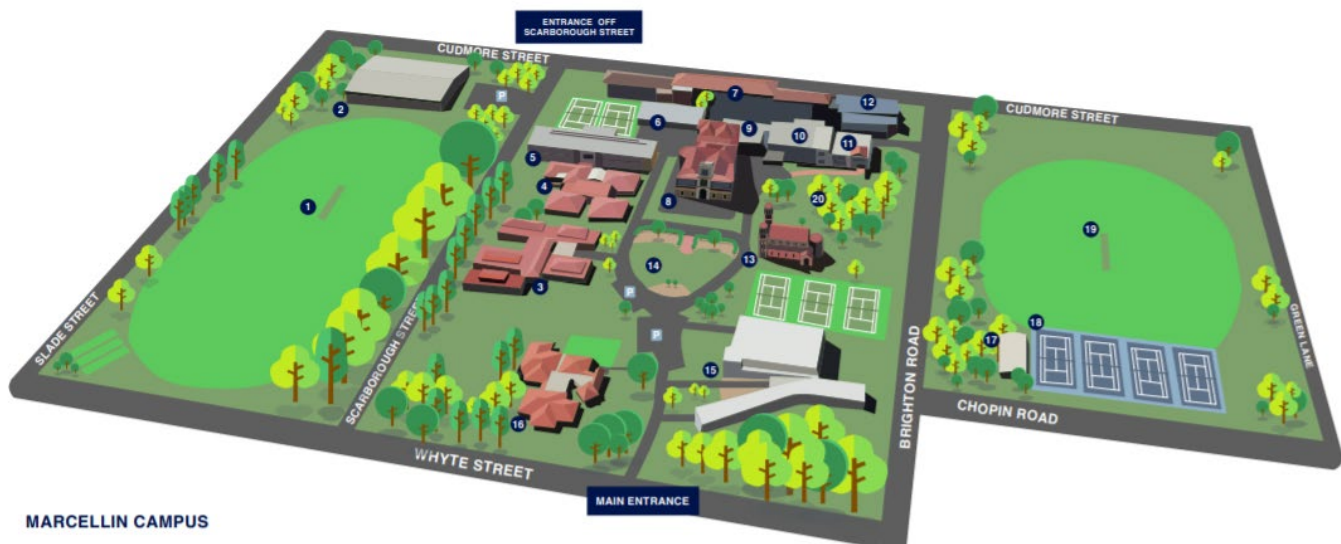 ENTRANCE OFF
SCARBOROUGH STREET
CUDMORE STREET
CUDMORE STREET
P
2
7
12
6
9
10
11
5
4
1
8
20
19
13
14
3
P
SLADE STREET
SCARBOROUGH STREET
GREEN LANE
P
18
17
15
BRIGHTON ROAD
CHOPIN ROAD
16
WHYTE STREET
MAIN ENTRANCE
MARCELLIN CAMPUS